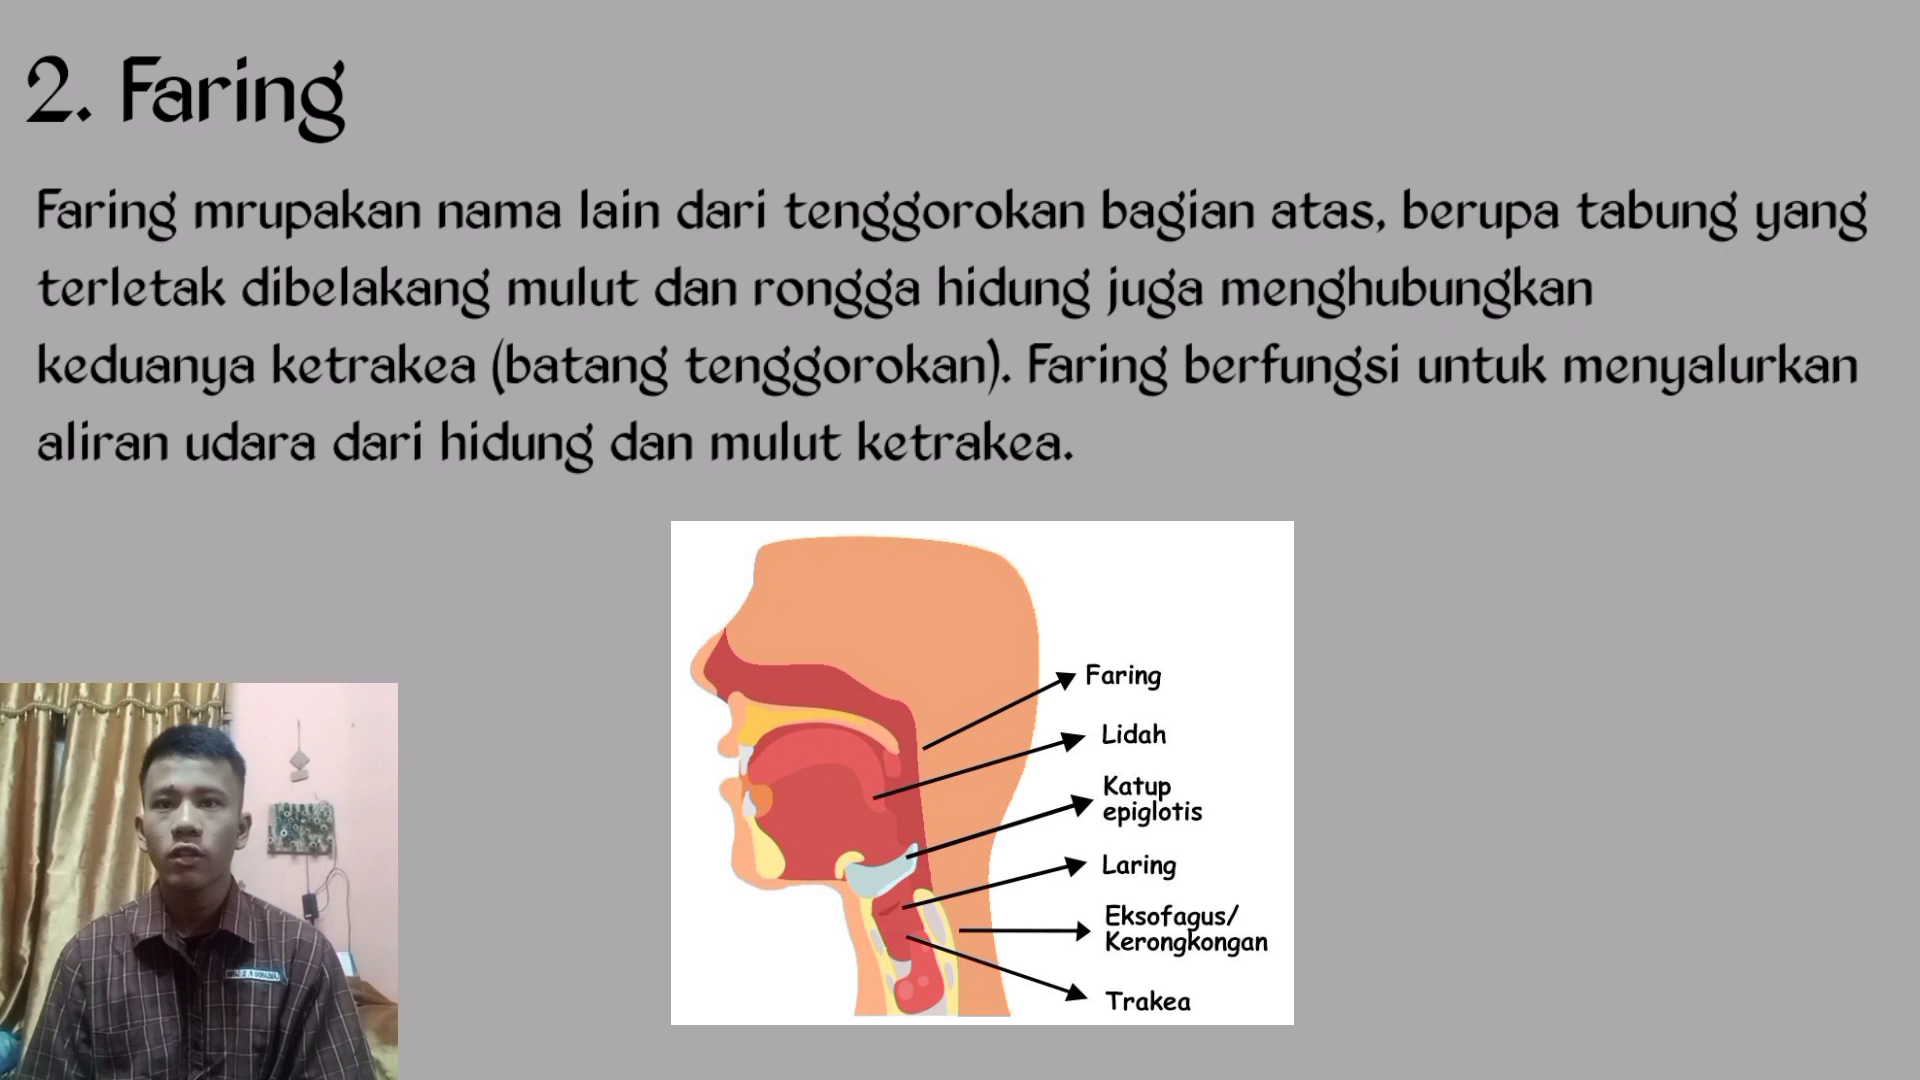 2. Faring
Faring mrupakan nama lain dari tenggorokan bagian atas, berupa tabung yang
terletak dibelakang mulut dan rongga hidung juga menghubungkan
keduanya ketrakea (batang tenggorokan). Faring berfungsi untuk menyalurkan
aliran udara dari hidung dan mulut ketrakea.
Faring
Lidah
Katup
epiglotis
Laring
Eksofagus/
Kerongkongan
Trakea